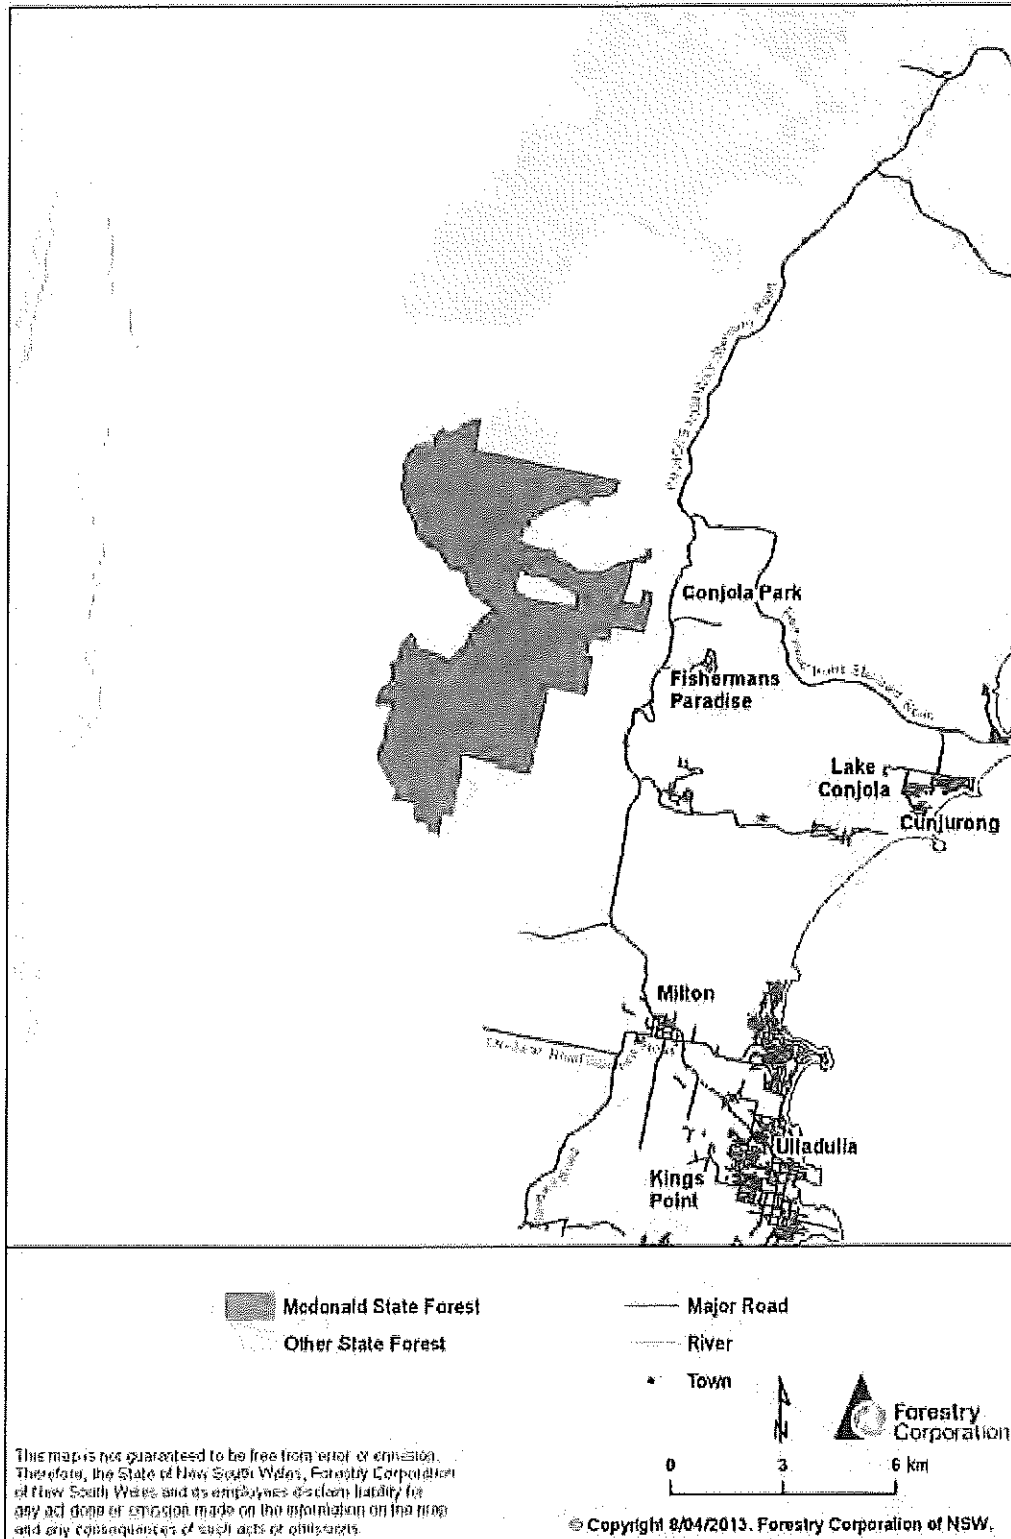 Conjola Park
Fishermans
Paradise
Lake
Conjola
Cunjurong
Milton
Ulladulla
Kings
Point
Mcdonald State Forest
Other State Forest
Major Road
River
Town
Forestry
Corporation
0 3 6 km
This map is not guaranteed to be free from error or omission.
Therefore, the State of New South Wales, Forestry Corporation
of New South Wales and its employees disclaim liability for
any act done or omission made on the information on the map
and any consequences of such acts or omissions.
© Copyright 8/04/2013. Forestry Corporation of NSW.